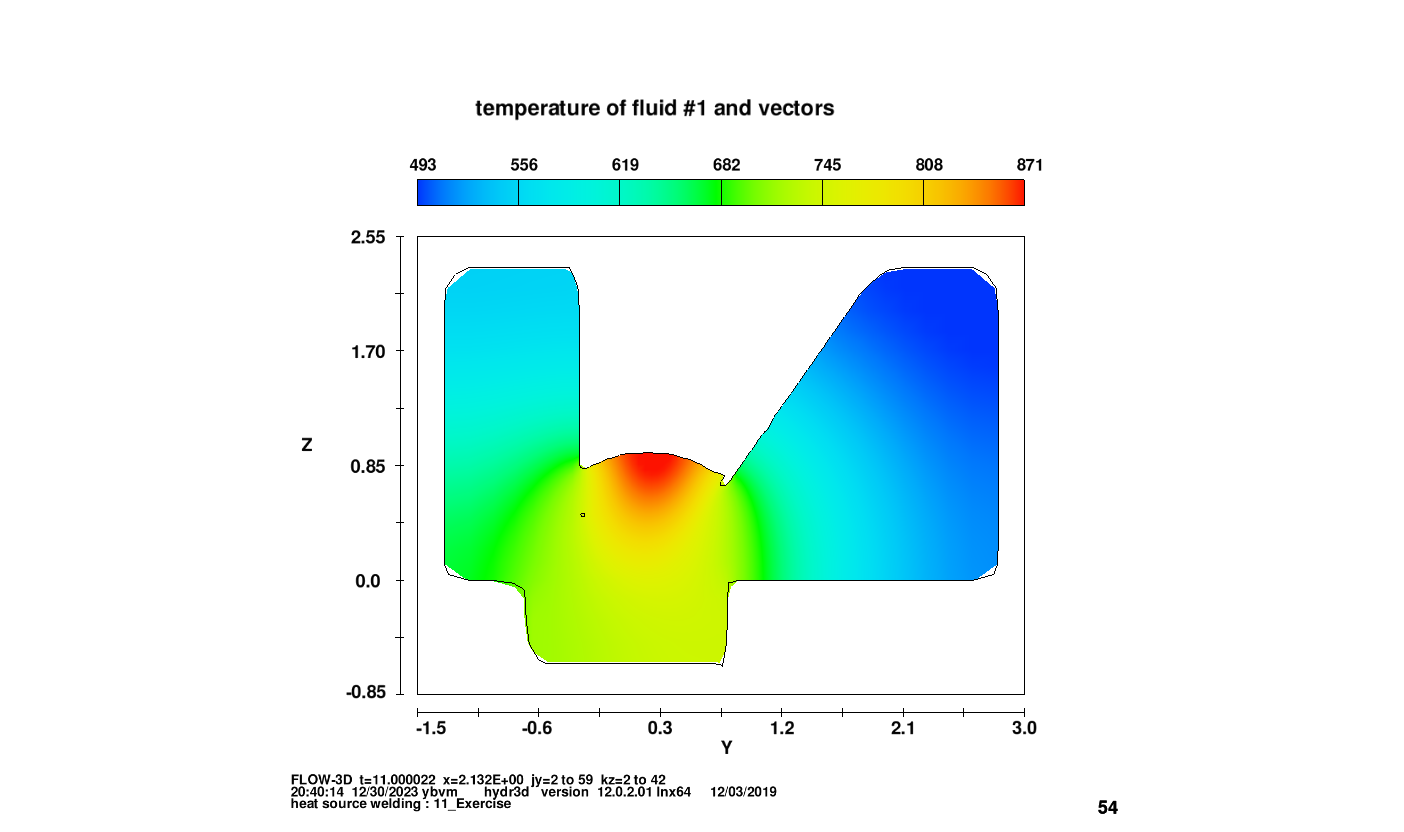 temperature of fluid #1 and vectors
493 556 619 682 745 808 871
2.55
1.70
Z
0.85
0.0
-0.85
-1.5 -0.6 0.3 1.2 2.1 3.0
Y
FLOW-3D t=11.000022 x=2.132E+00 jy=2 to 59 kz=2 to 42
20:40:14 12/30/2023 ybvm hydr3d version 12.0.2.01 lnx64 12/03/2019
heat source welding : 11_Exercise
54